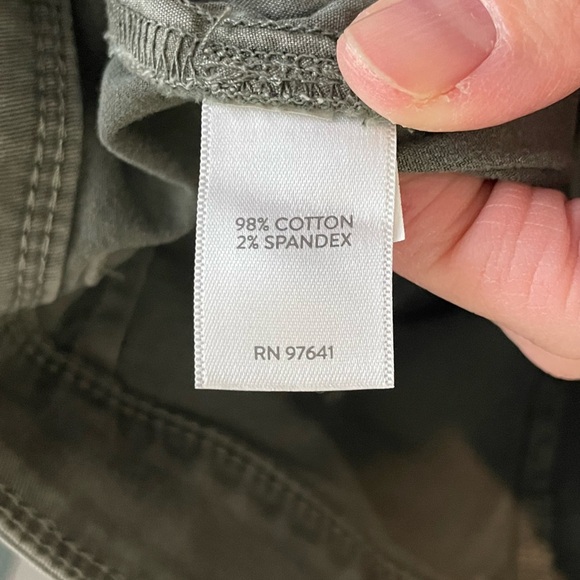 98% COTTON
2% SPANDEX
RN 97641